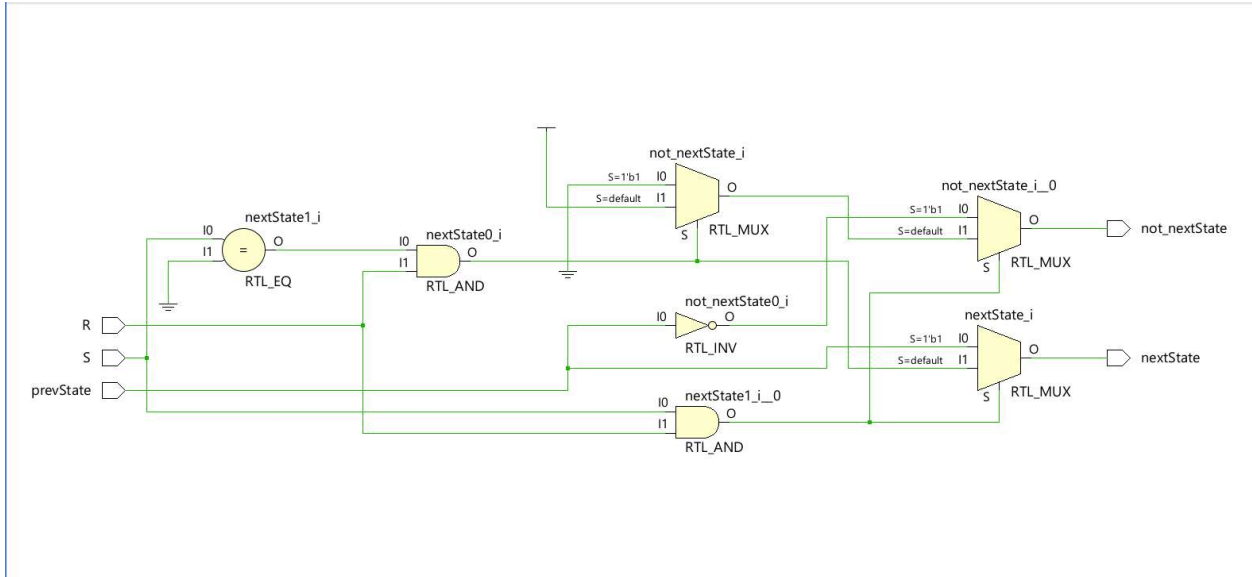 not_nextState_i
S=1'b1
I0
O
S=default
I1
S
RTL_MUX
not_nextState_i__0
S=1'b1
I0
O
S=default
I1
S
RTL_MUX
not_nextState
nextState1_i
I0
O
I1
=
RTL_EQ
nextState0_i
I0
O
I1
RTL_AND
not_nextState0_i
I0
O
RTL_INV
nextState_i
S=1'b1
I0
O
S=default
I1
S
RTL_MUX
nextState
R
S
prevState
nextState1_i__0
I0
O
I1
RTL_AND